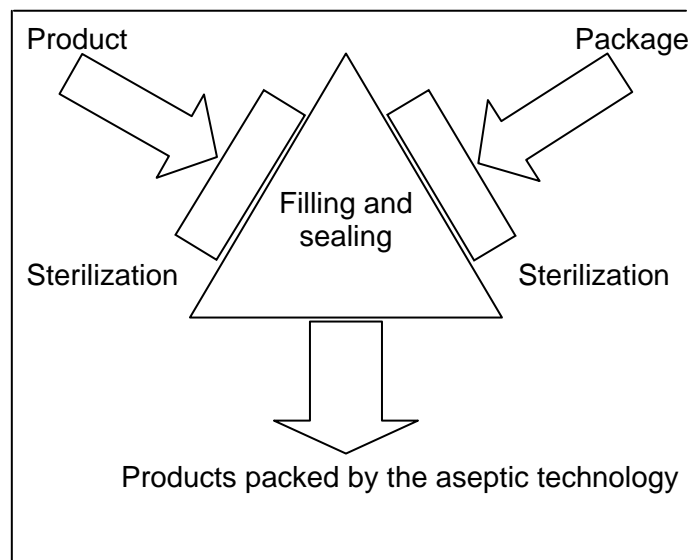 Product
Package
Filling and
sealing
Sterilization
Sterilization
Products packed by the aseptic technology